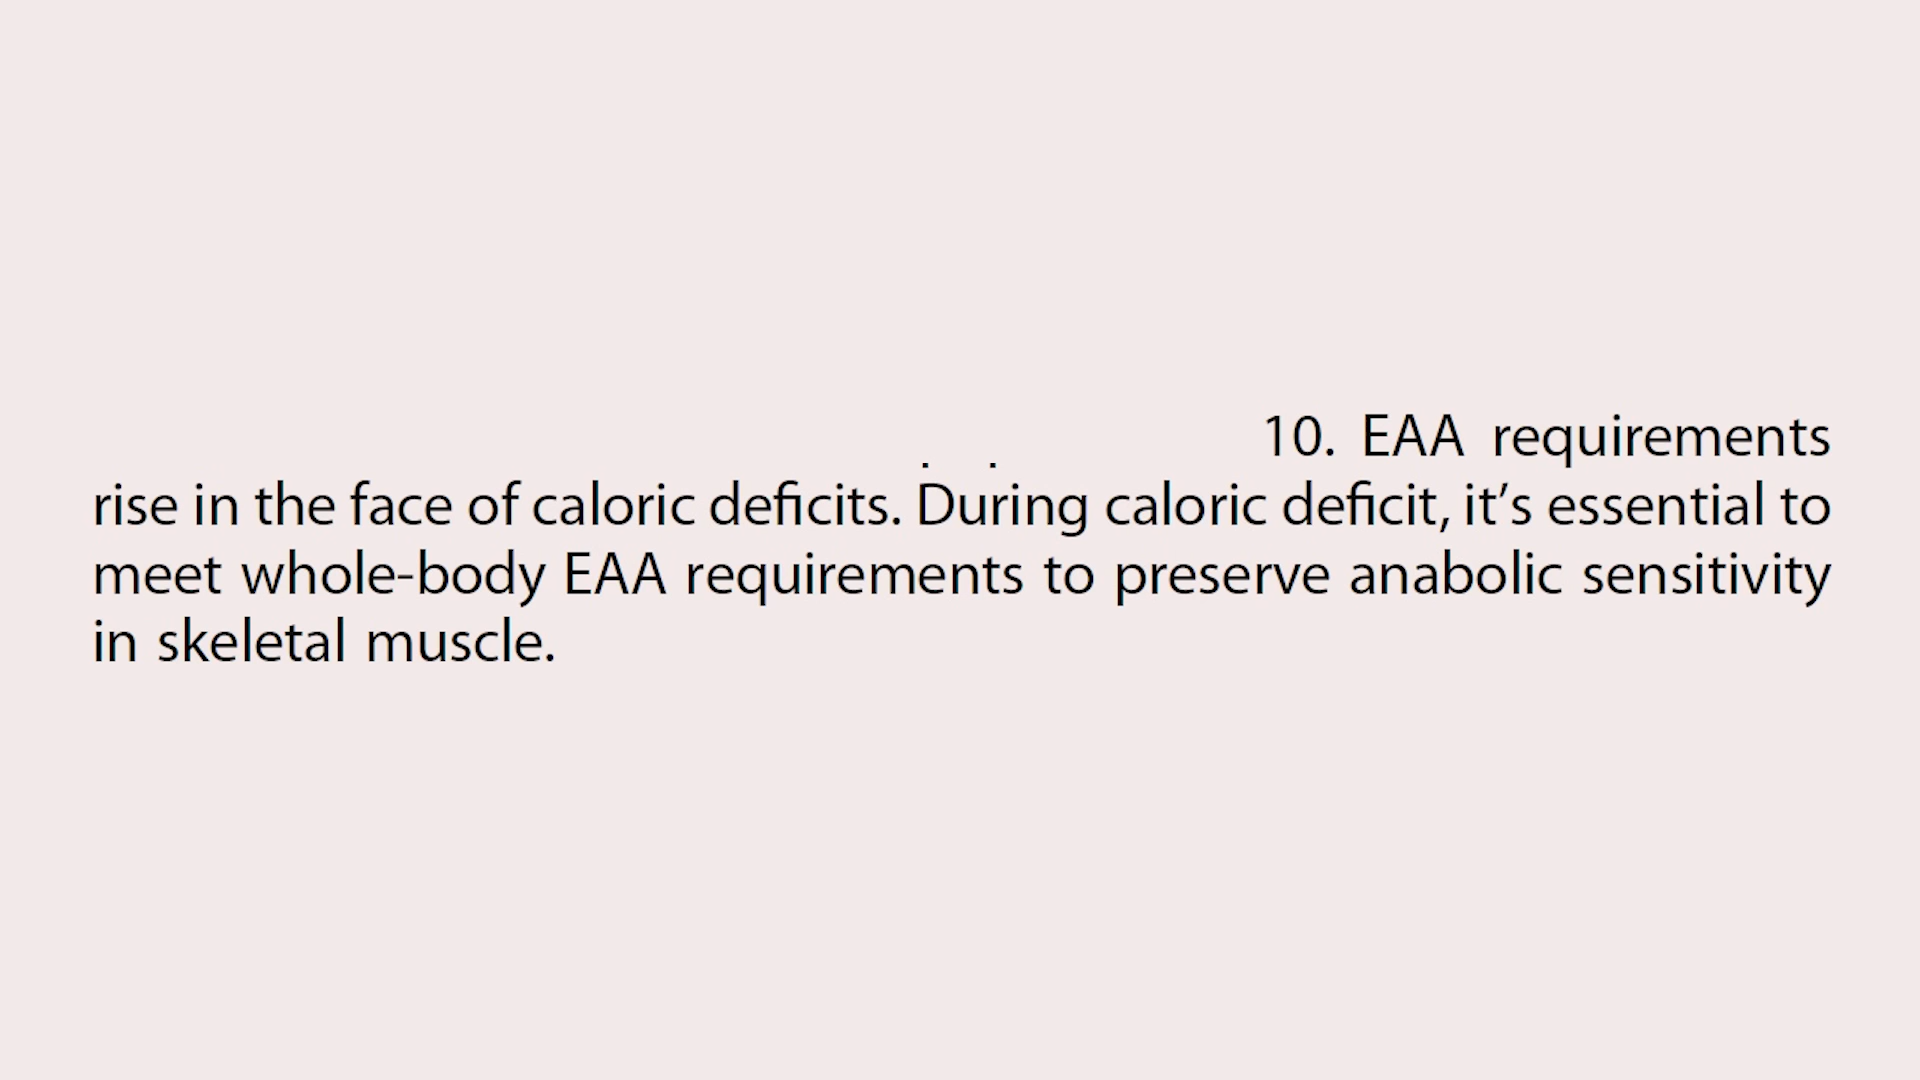 10. EAA requirements
rise in the face of caloric deficits. During caloric deficit, it’s essential to
meet whole-body EAA requirements to preserve anabolic sensitivity
in skeletal muscle.